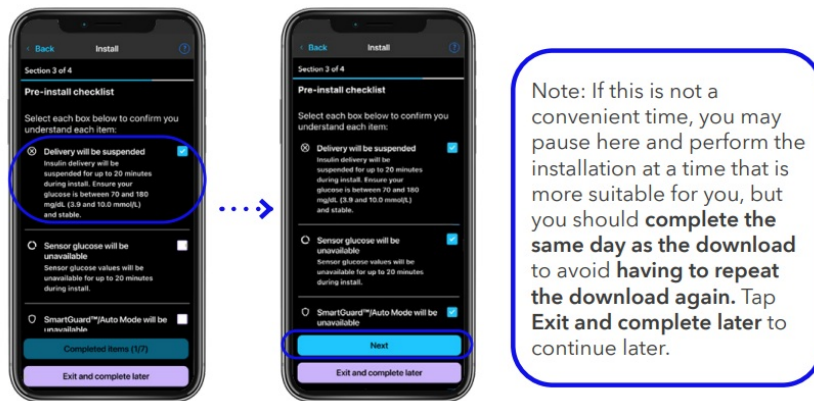 Back Install ?
Section 3 of 4
Pre-install checklist
Select each box below to confirm you
understand each item:
Delivery will be suspended
Insulin delivery will be
suspended for up to 20 minutes
during install. Ensure your
glucose is between 70 and 180
mg/dL (3.9 and 10.0 mmol/L)
and stable.
Sensor glucose will be
unavailable
Sensor glucose values will be
unavailable for up to 20 minutes
during install.
SmartGuard™/Auto Mode will be
unavailable
Completed items (1/7)
Exit and complete later
Back Install ?
Section 3 of 4
Pre-install checklist
Select each box below to confirm you
understand each item:
Delivery will be suspended
Insulin delivery will be
suspended for up to 20 minutes
during install. Ensure your
glucose is between 70 and 180
mg/dL (3.9 and 10.0 mmol/L)
and stable.
Sensor glucose will be
unavailable
Sensor glucose values will be
unavailable for up to 20 minutes
during install.
SmartGuard™/Auto Mode will be
unavailable
Next
Exit and complete later
Note: If this is not a
convenient time, you may
pause here and perform the
installation at a time that is
more suitable for you, but
you should complete the
same day as the download
to avoid having to repeat
the download again. Tap
Exit and complete later to
continue later.